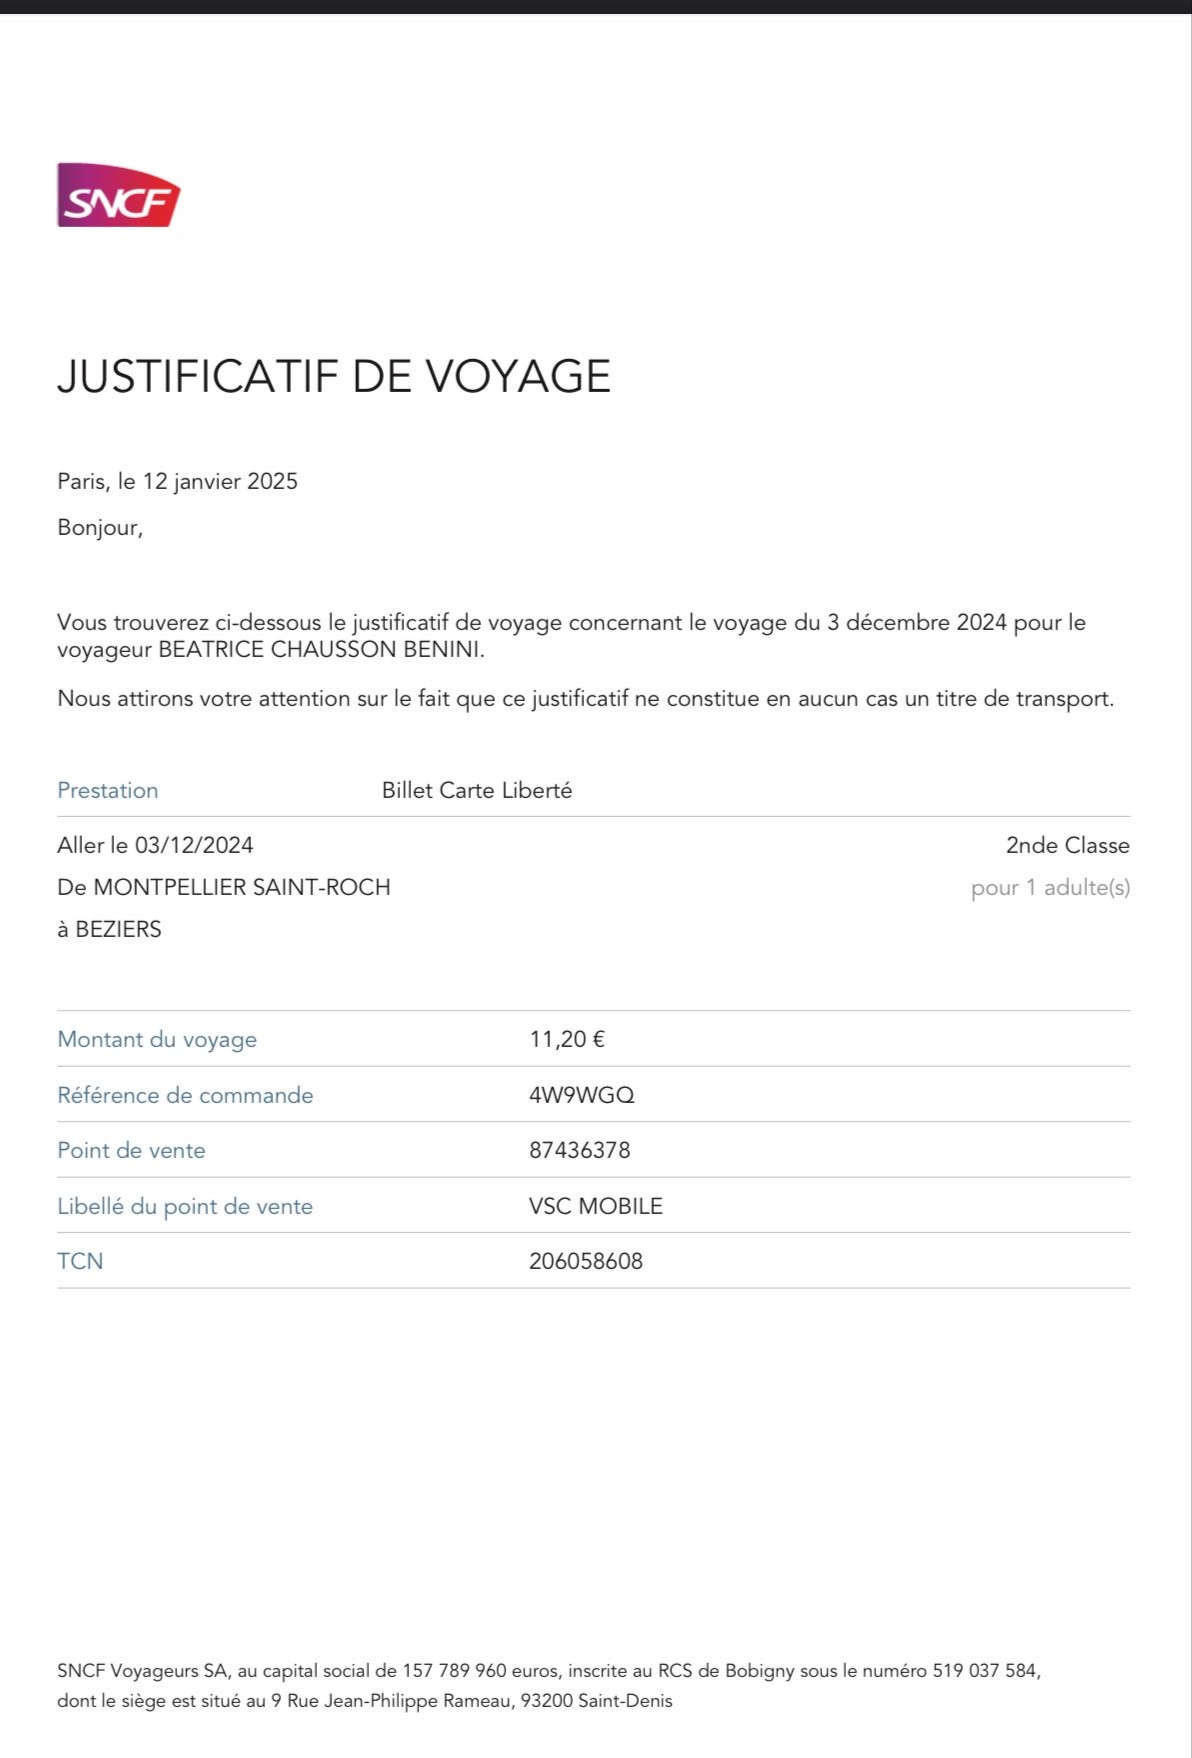 SNCF
JUSTIFICATIF DE VOYAGE
Paris, le 12 janvier 2025
Bonjour,
Vous trouverez ci-dessous le justificatif de voyage concernant le voyage du 3 décembre 2024 pour le
voyageur BEATRICE CHAUSSON BENINI.
Nous attirons votre attention sur le fait que ce justificatif ne constitue en aucun cas un titre de transport.
Prestation Billet Carte Liberté
Aller le 03/12/2024 2nde Classe
De MONTPELLIER SAINT-ROCH pour 1 adulte(s)
à BEZIERS
Montant du voyage 11,20 €
Référence de commande 4W9WGQ
Point de vente 87436378
Libellé du point de vente VSC MOBILE
TCN 206058608
SNCF Voyageurs SA, au capital social de 157 789 960 euros, inscrite au RCS de Bobigny sous le numéro 519 037 584,
dont le siège est situé au 9 Rue Jean-Philippe Rameau, 93200 Saint-Denis